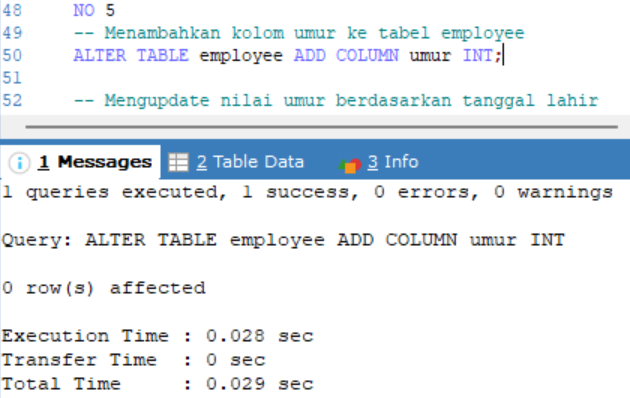 48 NO 5
49 -- Menambahkan kolom umur ke tabel employee
50 ALTER TABLE employee ADD COLUMN umur INT;
51
52 -- Mengupdate nilai umur berdasarkan tanggal lahir
1 Messages 2 Table Data 3 Info
1 queries executed, 1 success, 0 errors, 0 warnings
Query: ALTER TABLE employee ADD COLUMN umur INT
0 row(s) affected
Execution Time : 0.028 sec
Transfer Time : 0 sec
Total Time : 0.029 sec